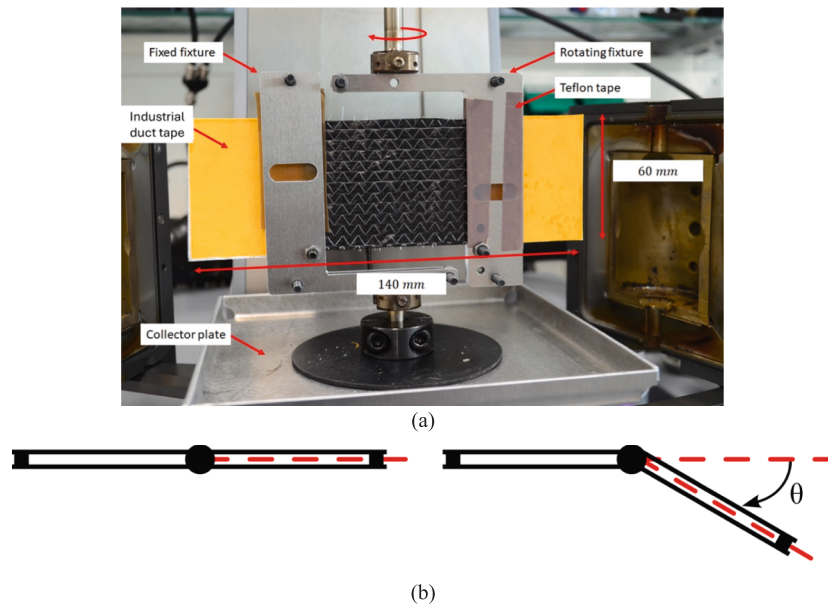 Fixed fixture
Rotating fixture
Teflon tape
Industrial
duct tape
60 mm
140 mm
Collector plate
(a)
θ
(b)